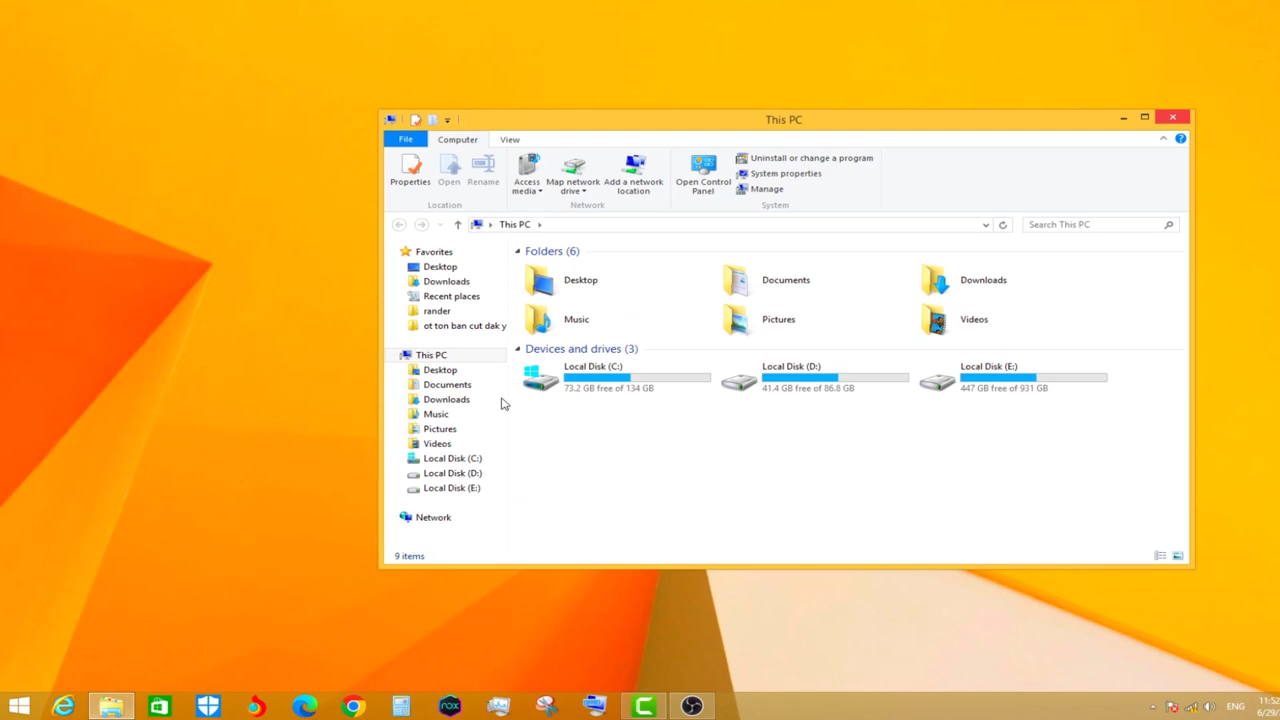 This PC
File
Computer
View
Properties
Open
Rename
Access media
Map network drive
Add a network location
Open Control Panel
Uninstall or change a program
System properties
Manage
Location
Network
System
This PC
Search This PC
Favorites
Desktop
Downloads
Recent places
rander
ot ton ban cut dak y
This PC
Desktop
Documents
Downloads
Music
Pictures
Videos
Local Disk (C:)
Local Disk (D:)
Local Disk (E:)
Network
Folders (6)
Desktop
Documents
Downloads
Music
Pictures
Videos
Devices and drives (3)
Local Disk (C:)
73.2 GB free of 134 GB
Local Disk (D:)
41.4 GB free of 86.8 GB
Local Disk (E:)
447 GB free of 931 GB
9 items
nox
ENG
11:52
6/29/